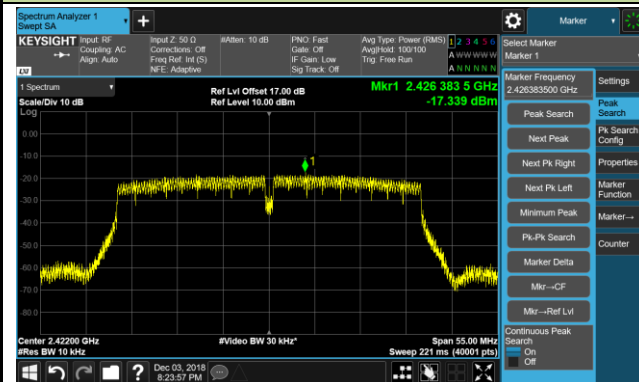 Spectrum Analyzer 1
Swept SA
+
Marker
KEYSIGHT
Input: RF
Coupling: AC
Align: Auto
Input Z: 50 Ω
Corrections: Off
Freq Ref: Int (S)
NFE: Adaptive
#Atten: 10 dB
PNO: Fast
Gate: Off
IF Gain: Low
Sig Track: Off
Avg Type: Power (RMS)
Avg|Hold: 100/100
Trig: Free Run
1 2 3 4 5 6
A W W W W W
A N N N N N
LXI
Select Marker
Marker 1
1 Spectrum
Scale/Div 10 dB
Log
Ref Lvl Offset 17.00 dB
Ref Level 10.00 dBm
Mkr1 2.426 383 5 GHz
-17.339 dBm
0.00
-10.0
-20.0
-30.0
-40.0
-50.0
-60.0
-70.0
-80.0
1
Center 2.42200 GHz
#Res BW 10 kHz
#Video BW 30 kHz*
Span 55.00 MHz
Sweep 221 ms (40001 pts)
Marker Frequency
2.426383500 GHz
Peak Search
Next Peak
Next Pk Right
Next Pk Left
Minimum Peak
Pk-Pk Search
Marker Delta
Mkr→CF
Mkr→Ref Lvl
Continuous Peak
Search
On
Off
Settings
Peak
Search
Pk Search
Config
Properties
Marker
Function
Marker→
Counter
?
Dec 03, 2018
8:23:57 PM